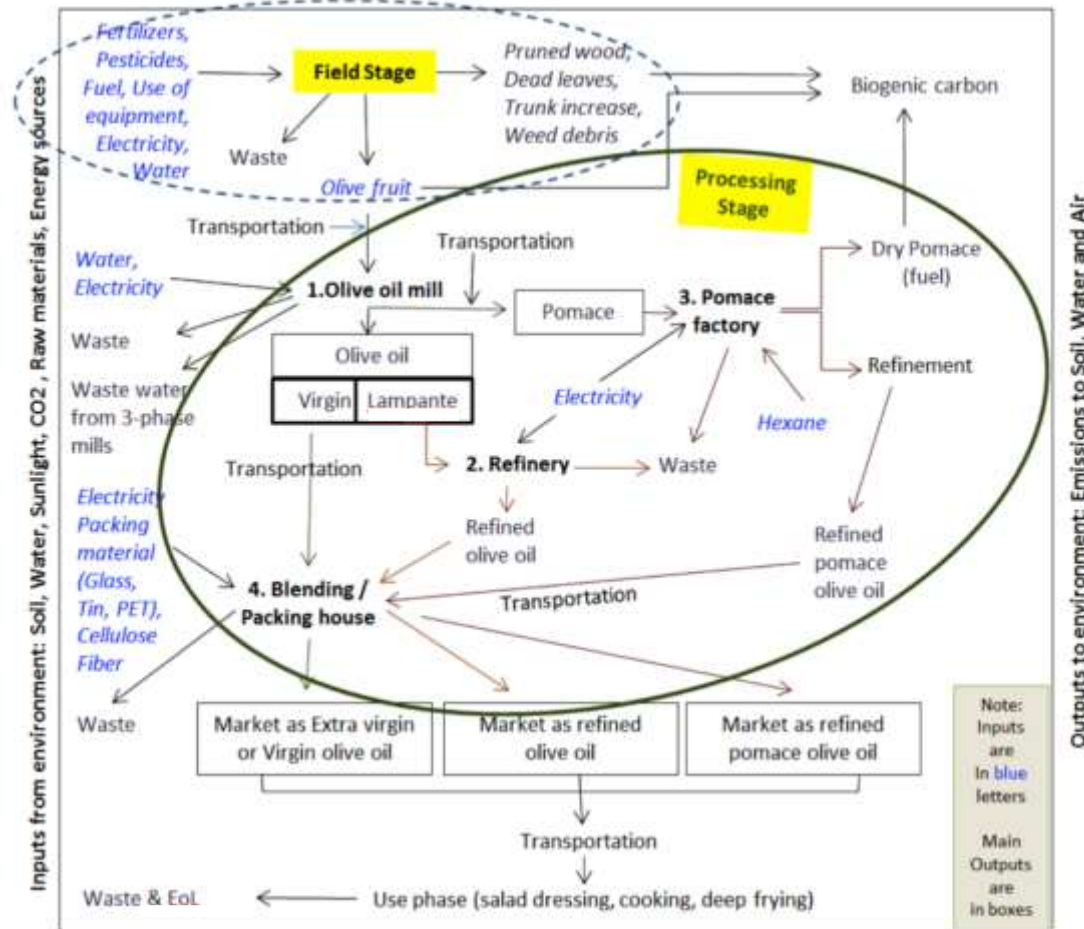 Inputs from environment: Soil, Water, Sunlight, CO2 , Raw materials, Energy sources
Fertilizers,
Pesticides,
Fuel, Use of
equipment,
Electricity,
Water
Field Stage
Waste
Olive fruit
Pruned wood,
Dead leaves,
Trunk increase,
Weed debris
Biogenic carbon
Processing
Stage
Transportation
Transportation
Water,
Electricity
1.Olive oil mill
Pomace
3. Pomace
factory
Dry Pomace
(fuel)
Waste
Olive oil
Virgin
Lampante
Refinement
Waste water
from 3-phase
mills
Electricity
Hexane
Transportation
2. Refinery
Waste
Electricity
Packing
material
(Glass,
Tin, PET),
Cellulose
Fiber
Refined
olive oil
Refined
pomace
olive oil
4. Blending /
Packing house
Transportation
Waste
Market as Extra virgin
or Virgin olive oil
Market as refined
olive oil
Market as refined
pomace olive oil
Note:
Inputs
are
In blue
letters
Main
Outputs
are
in boxes
Transportation
Waste & EoL
Use phase (salad dressing, cooking, deep frying)
Outputs to environment: Emissions to Soil, Water and Air